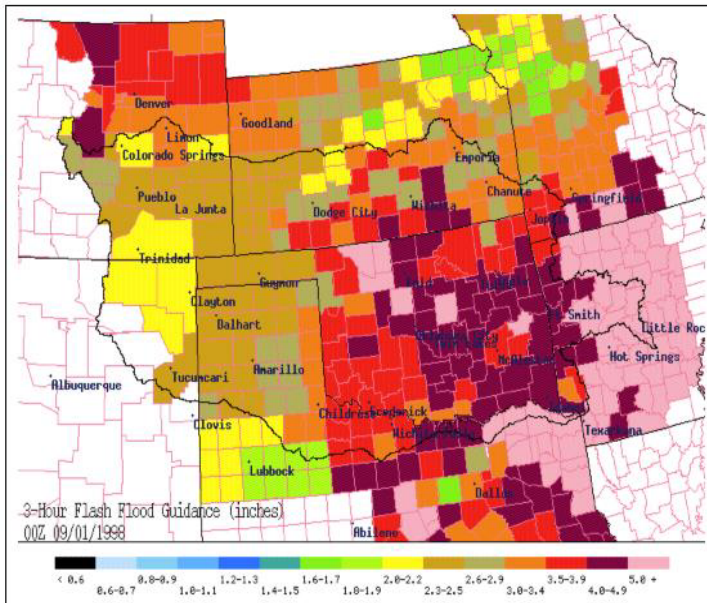 Denver
Goodland
Limon
Colorado Springs
Emporia
Pueblo
La Junta
Dodge City
Wichita
Chanute
Springfield
Joplin
Trinidad
Guymon
Enid
Tulsa
Clayton
Dalhart
Ft Smith
Oklahoma City
Little Roc
Amarillo
McAlester
Hot Springs
Albuquerque
Tucumcari
Clovis
Childress
Frederick
Texarkana
Lubbock
Dallas
Abilene
3-Hour Flash Flood Guidance (inches)
00Z 09/01/1998
< 0.6 0.8-0.9 1.2-1.3 1.6-1.7 2.0-2.2 2.6-2.9 3.5-3.9 5.0 +
0.6-0.7 1.0-1.1 1.4-1.5 1.8-1.9 2.3-2.5 3.0-3.4 4.0-4.9